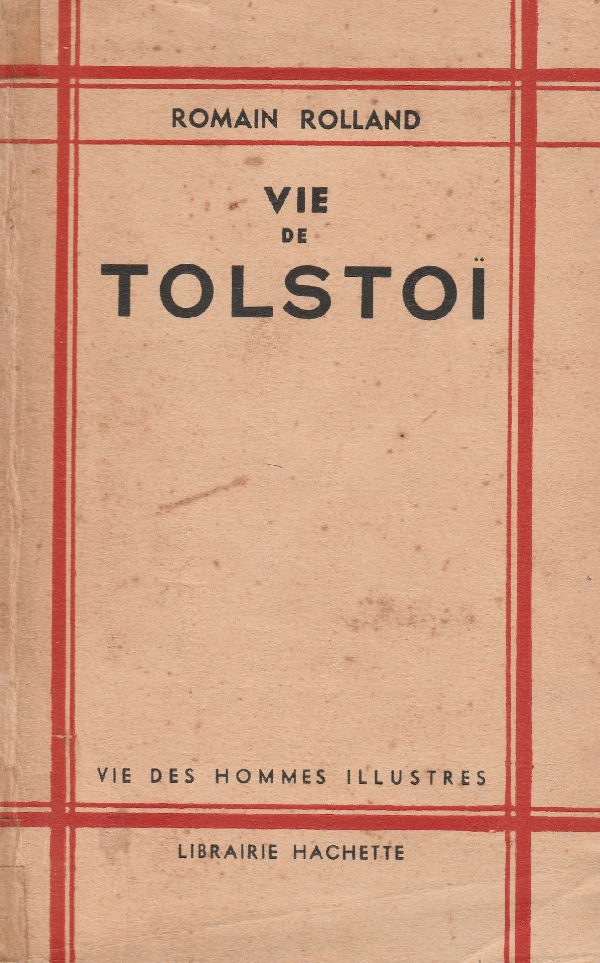 ROMAIN ROLLAND
VIE
DE
TOLSTOÏ
VIE DES HOMMES ILLUSTRES
LIBRAIRIE HACHETTE